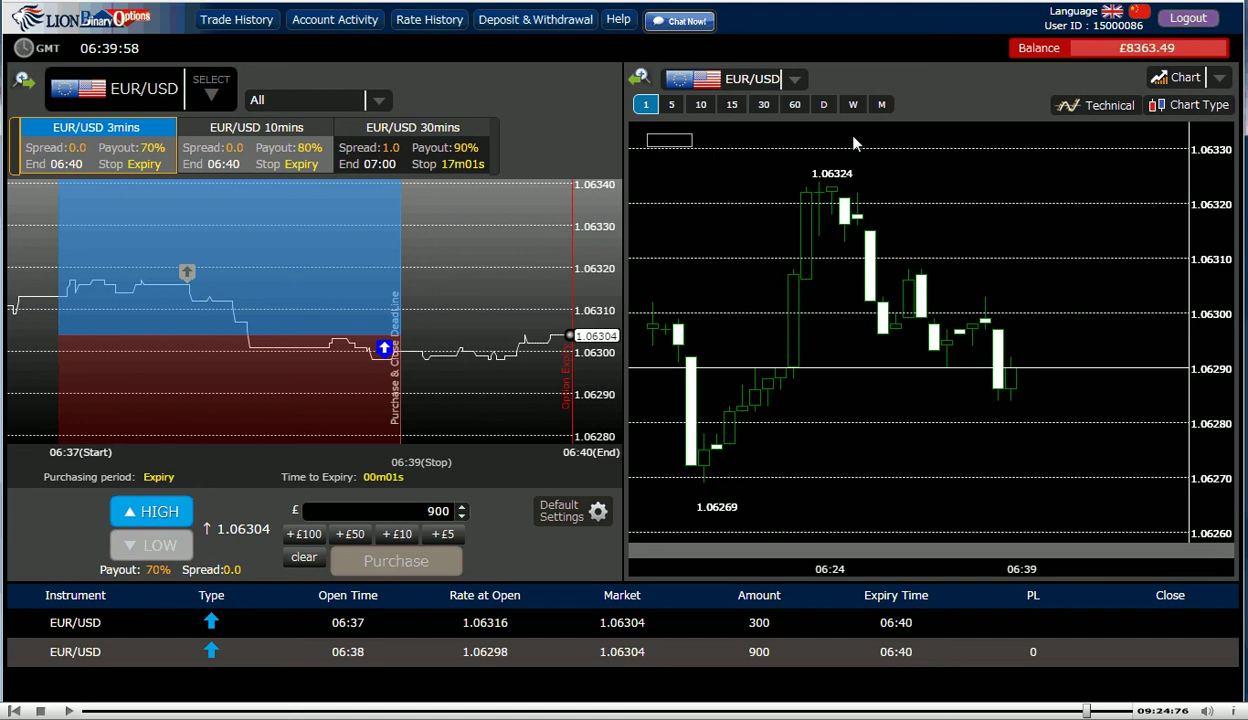 LION Binary Options
Trade History
Account Activity
Rate History
Deposit & Withdrawal
Help
Chat Now!
Language
User ID : 15000086
Logout
GMT 06:39:58
Balance £8363.49
EUR/USD
SELECT
All
EUR/USD 3mins
Spread:0.0 Payout:70%
End 06:40 Stop Expiry
EUR/USD 10mins
Spread:0.0 Payout:80%
End 06:40 Stop Expiry
EUR/USD 30mins
Spread:1.0 Payout:90%
End 07:00 Stop 17m01s
1.06340
1.06330
1.06320
1.06310
1.06304
1.06300
1.06290
1.06280
Purchase & Close DeadLine
Option Expiry
06:37(Start)
06:39(Stop)
06:40(End)
Purchasing period: Expiry
Time to Expiry: 00m01s
HIGH
LOW
↑ 1.06304
Payout: 70% Spread:0.0
£ 900
+£100 +£50 +£10 +£5
clear
Purchase
Default
Settings
EUR/USD
Chart
1 5 10 15 30 60 D W M
Technical
Chart Type
1.06324
1.06269
1.06330
1.06320
1.06310
1.06300
1.06290
1.06280
1.06270
1.06260
06:24 06:39
Instrument Type Open Time Rate at Open Market Amount Expiry Time PL Close
EUR/USD 06:37 1.06316 1.06304 300 06:40
EUR/USD 06:38 1.06298 1.06304 900 06:40 0
09:24:76